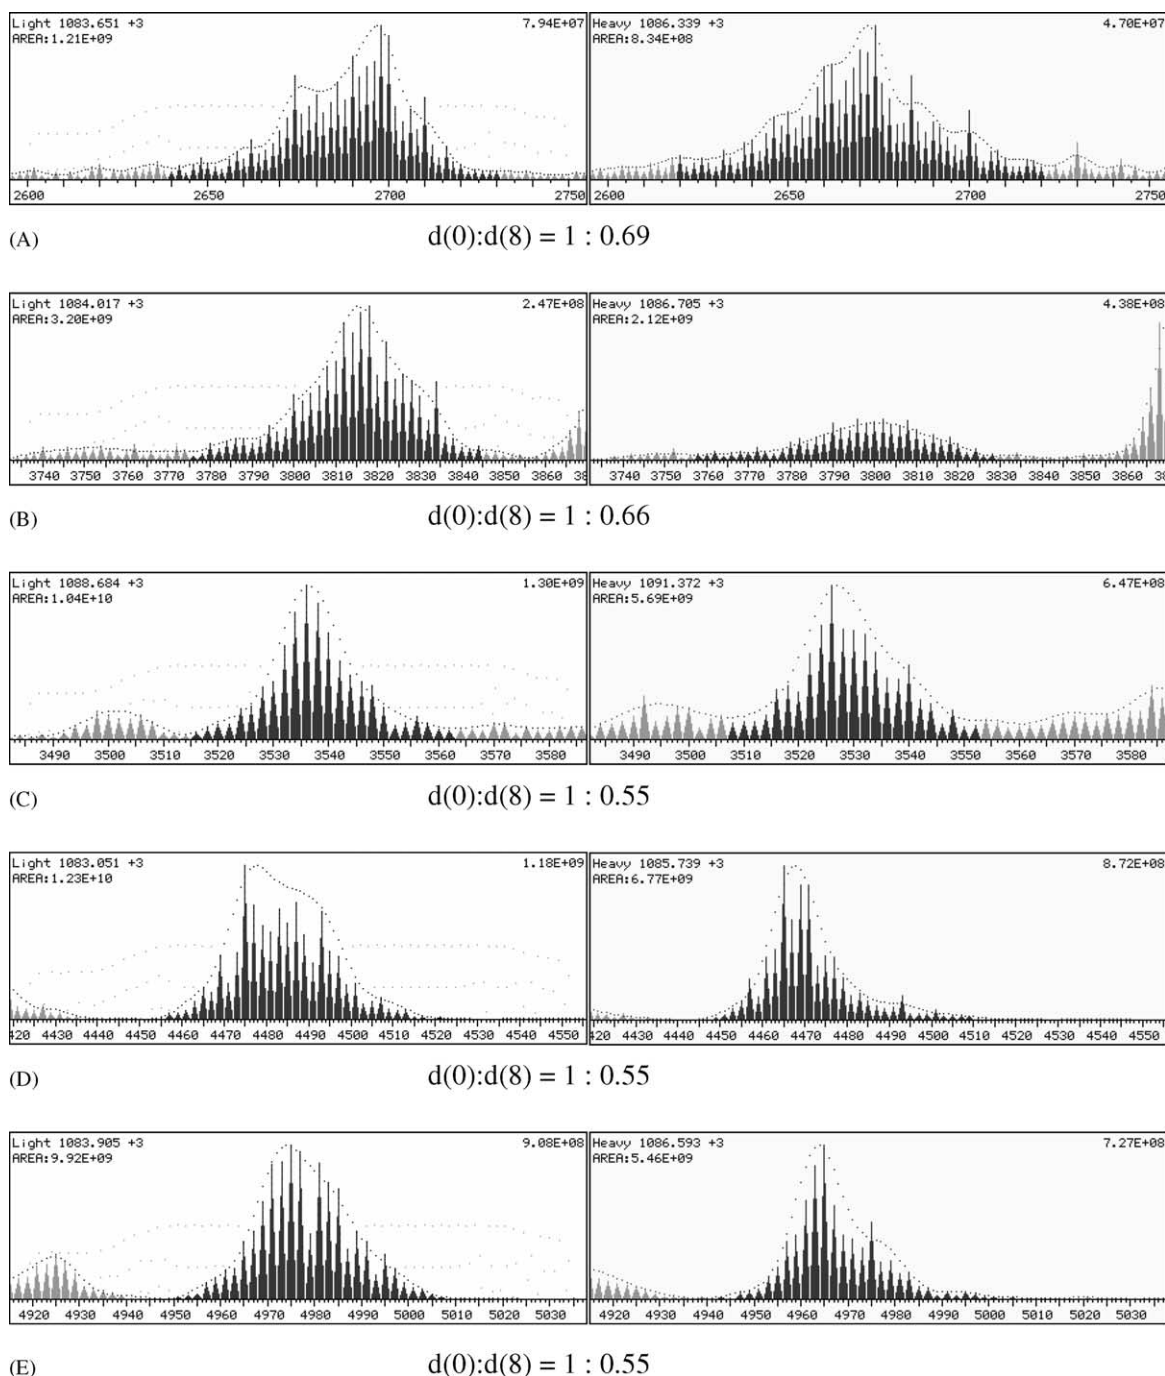 Light 1083.651 +3 7.94E+07 Heavy 1086.339 +3 4.70E+07
AREA:1.21E+09 AREA:8.34E+08
2600 2650 2700 2750 2600 2650 2700 2750
(A) d(0):d(8) = 1 : 0.69
Light 1084.017 +3 2.47E+08 Heavy 1086.705 +3 4.38E+08
AREA:3.20E+09 AREA:2.12E+09
3740 3750 3760 3770 3780 3790 3800 3810 3820 3830 3840 3850 3860 38 3740 3750 3760 3770 3780 3790 3800 3810 3820 3830 3840 3850 3860 38
(B) d(0):d(8) = 1 : 0.66
Light 1088.684 +3 1.30E+09 Heavy 1091.372 +3 6.47E+08
AREA:1.04E+10 AREA:5.69E+09
3490 3500 3510 3520 3530 3540 3550 3560 3570 3580 3490 3500 3510 3520 3530 3540 3550 3560 3570 3580
(C) d(0):d(8) = 1 : 0.55
Light 1083.051 +3 1.18E+09 Heavy 1085.739 +3 8.72E+08
AREA:1.23E+10 AREA:6.77E+09
420 4430 4440 4450 4460 4470 4480 4490 4500 4510 4520 4530 4540 4550 420 4430 4440 4450 4460 4470 4480 4490 4500 4510 4520 4530 4540 4550
(D) d(0):d(8) = 1 : 0.55
Light 1083.905 +3 9.08E+08 Heavy 1086.593 +3 7.27E+08
AREA:9.92E+09 AREA:5.46E+09
4920 4930 4940 4950 4960 4970 4980 4990 5000 5010 5020 5030 4920 4930 4940 4950 4960 4970 4980 4990 5000 5010 5020 5030
(E) d(0):d(8) = 1 : 0.55